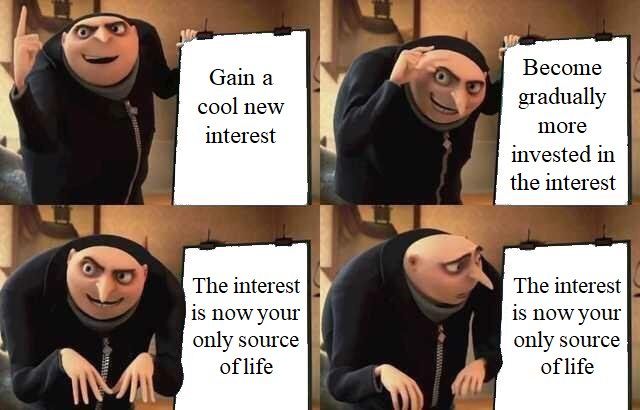 Gain a
cool new
interest
Become
gradually
more
invested in
the interest
The interest
is now your
only source
of life
The interest
is now your
only source
of life